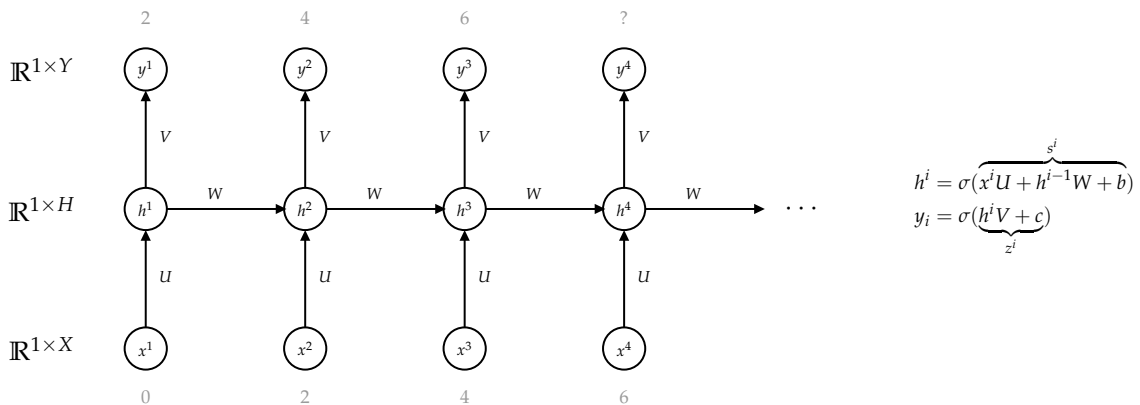 2 4 6 ?
ℝ^{1×Y} y^1 y^2 y^3 y^4
V V V V
s^i
W W W W
h^i = σ(x^i U + h^{i−1} W + b)
ℝ^{1×H} h^1 h^2 h^3 h^4 · · ·
y_i = σ(h^i V + c)
z^i
U U U U
ℝ^{1×X} x^1 x^2 x^3 x^4
0 2 4 6